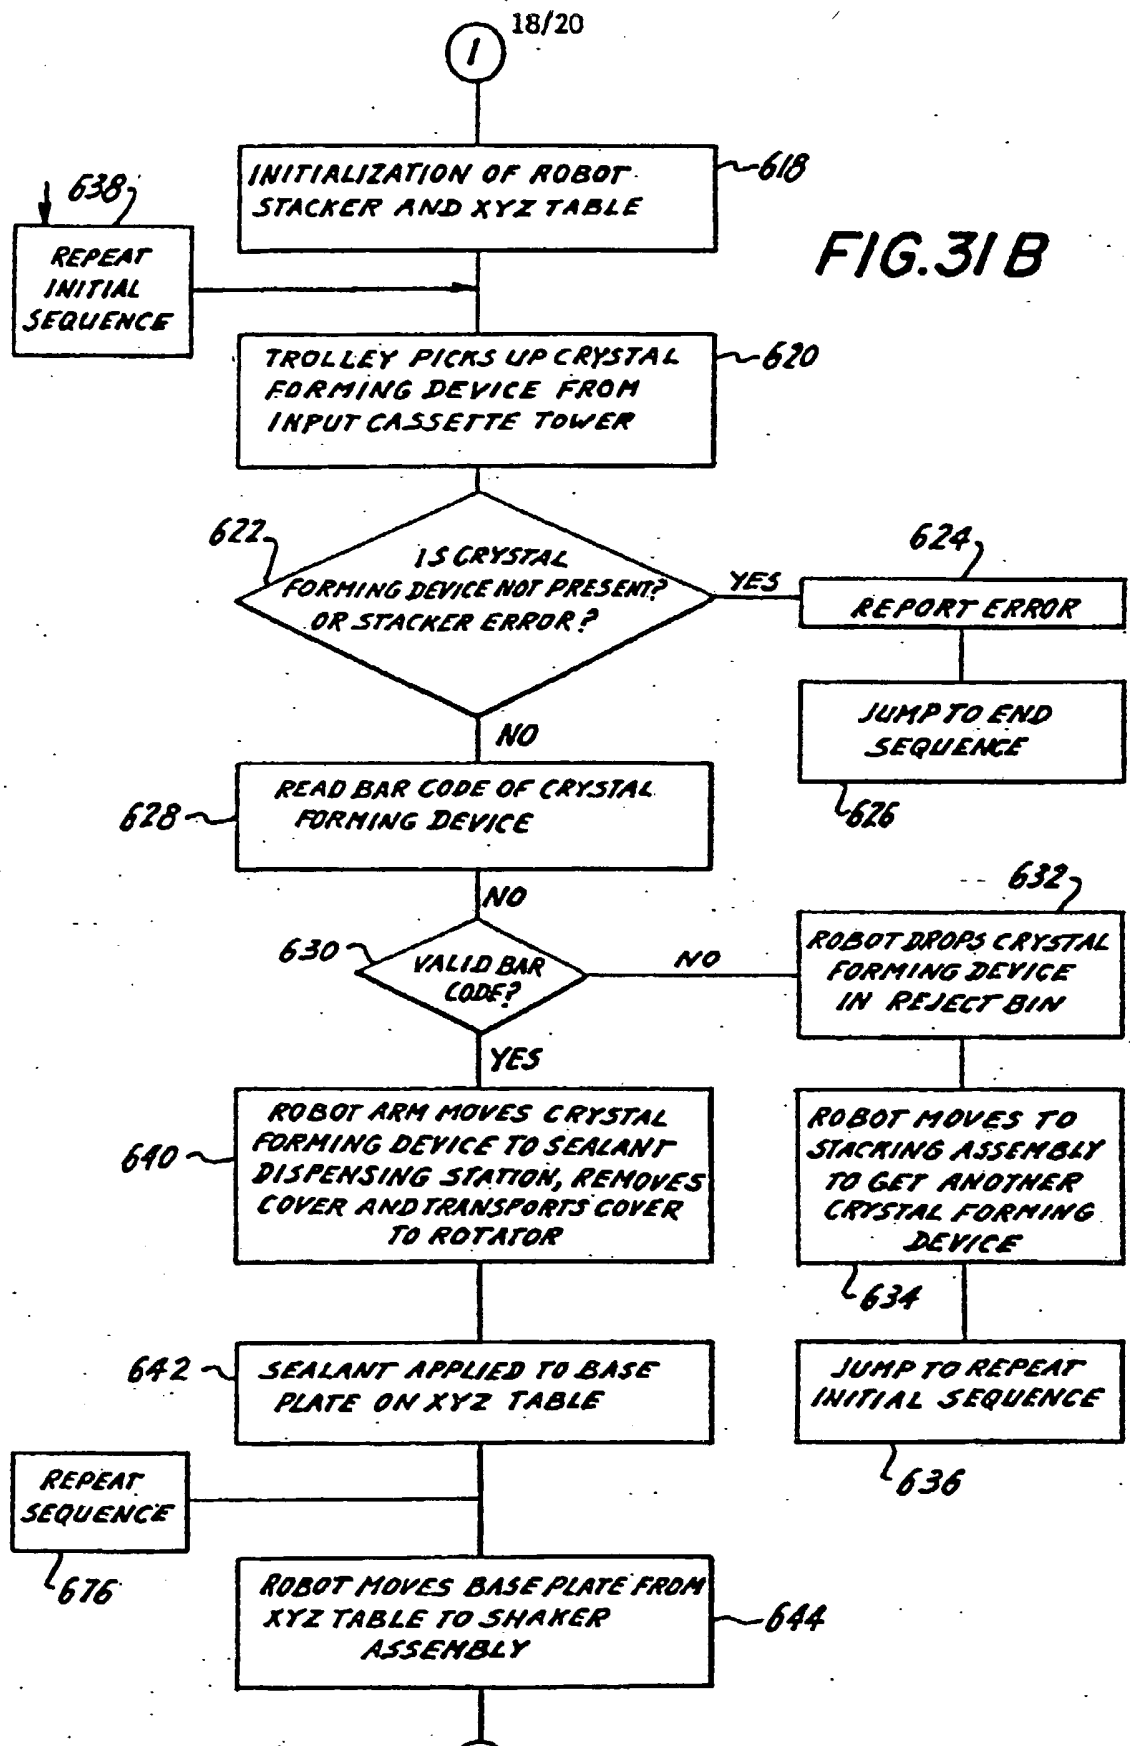 18/20
1
INITIALIZATION OF ROBOT
STACKER AND XYZ TABLE
618
638
REPEAT
INITIAL
SEQUENCE
FIG.31B
TROLLEY PICKS UP CRYSTAL
FORMING DEVICE FROM
INPUT CASSETTE TOWER
620
622
IS CRYSTAL
FORMING DEVICE NOT PRESENT?
OR STACKER ERROR?
YES
624
REPORT ERROR
JUMP TO END
SEQUENCE
626
NO
READ BAR CODE OF CRYSTAL
FORMING DEVICE
628
NO
630
VALID BAR
CODE?
NO
632
ROBOT DROPS CRYSTAL
FORMING DEVICE
IN REJECT BIN
YES
ROBOT ARM MOVES CRYSTAL
FORMING DEVICE TO SEALANT
DISPENSING STATION, REMOVES
COVER AND TRANSPORTS COVER
TO ROTATOR
640
ROBOT MOVES TO
STACKING ASSEMBLY
TO GET ANOTHER
CRYSTAL FORMING
DEVICE
634
642
SEALANT APPLIED TO BASE
PLATE ON XYZ TABLE
JUMP TO REPEAT
INITIAL SEQUENCE
636
REPEAT
SEQUENCE
676
ROBOT MOVES BASE PLATE FROM
XYZ TABLE TO SHAKER
ASSEMBLY
644